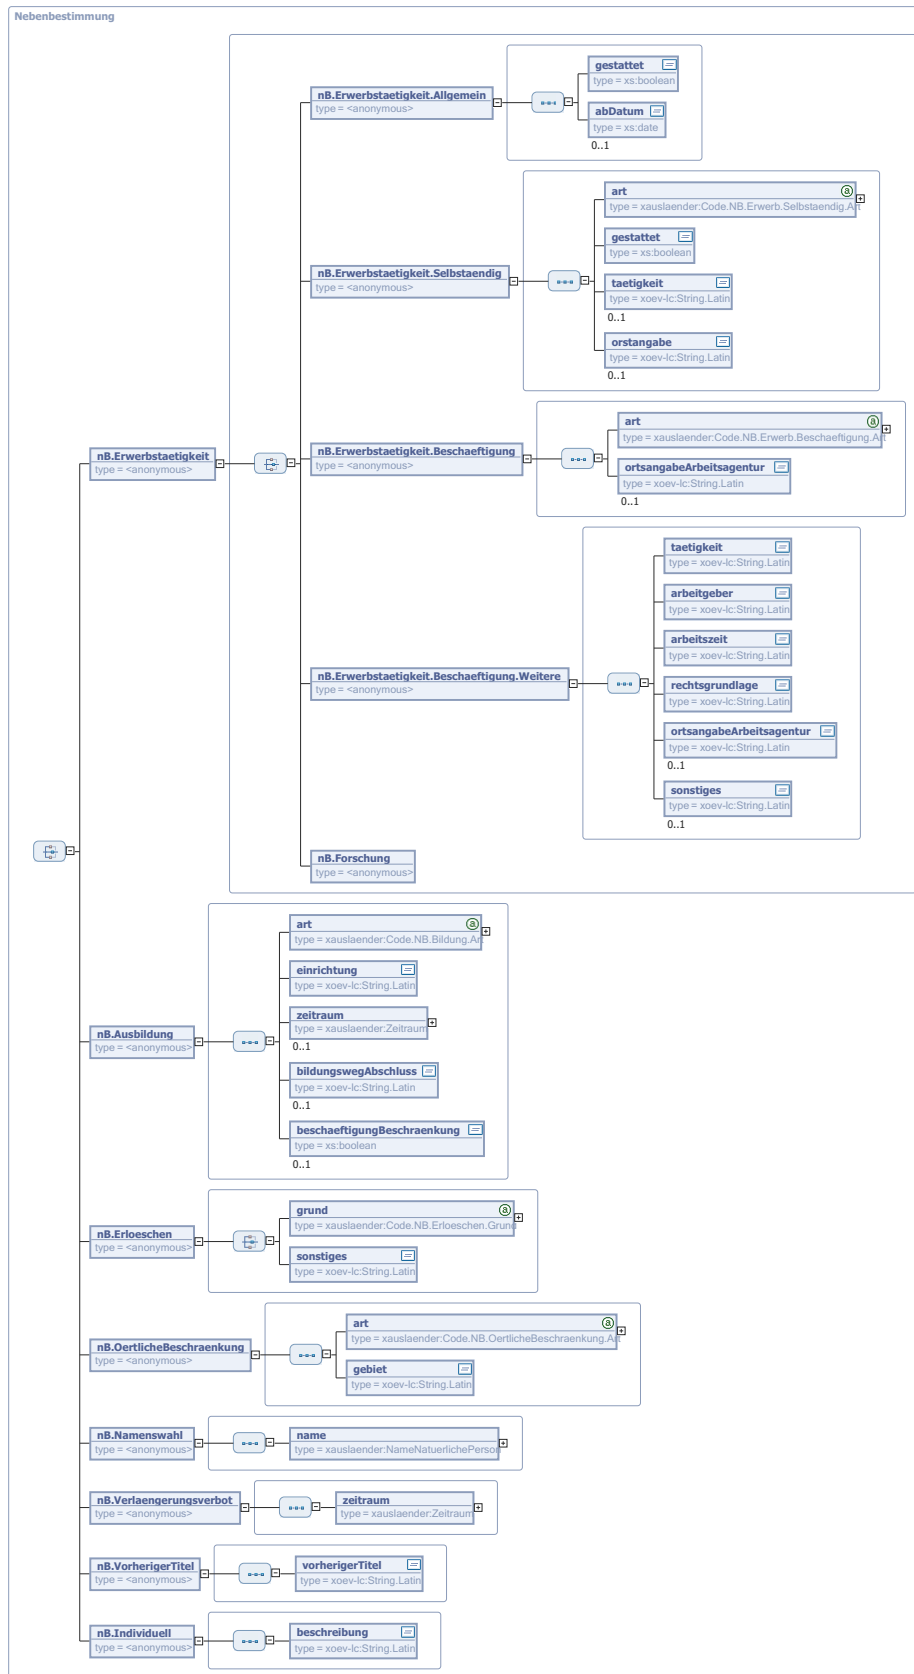 Nebenbestimmung
gestattet
type = xs:boolean
nB.Erwerbstaetigkeit.Allgemein
type = <anonymous>
abDatum
type = xs:date
0..1
art
type = xauslaender:Code.NB.Erwerb.Selbstaendig.Art
gestattet
type = xs:boolean
nB.Erwerbstaetigkeit.Selbstaendig
type = <anonymous>
taetigkeit
type = xoev-lc:String.Latin
0..1
orstangabe
type = xoev-lc:String.Latin
0..1
art
type = xauslaender:Code.NB.Erwerb.Beschaeftigung.Art
nB.Erwerbstaetigkeit
type = <anonymous>
nB.Erwerbstaetigkeit.Beschaeftigung
type = <anonymous>
ortsangabeArbeitsagentur
type = xoev-lc:String.Latin
0..1
taetigkeit
type = xoev-lc:String.Latin
arbeitgeber
type = xoev-lc:String.Latin
arbeitszeit
type = xoev-lc:String.Latin
nB.Erwerbstaetigkeit.Beschaeftigung.Weitere
type = <anonymous>
rechtsgrundlage
type = xoev-lc:String.Latin
ortsangabeArbeitsagentur
type = xoev-lc:String.Latin
0..1
sonstiges
type = xoev-lc:String.Latin
0..1
nB.Forschung
type = <anonymous>
art
type = xauslaender:Code.NB.Bildung.Art
einrichtung
type = xoev-lc:String.Latin
zeitraum
type = xauslaender:Zeitraum
0..1
nB.Ausbildung
type = <anonymous>
bildungswegAbschluss
type = xoev-lc:String.Latin
0..1
beschaeftigungBeschraenkung
type = xs:boolean
0..1
grund
type = xauslaender:Code.NB.Erloeschen.Grund
nB.Erloeschen
type = <anonymous>
sonstiges
type = xoev-lc:String.Latin
art
type = xauslaender:Code.NB.OertlicheBeschraenkung.Art
nB.OertlicheBeschraenkung
type = <anonymous>
gebiet
type = xoev-lc:String.Latin
nB.Namenswahl
type = <anonymous>
name
type = xauslaender:NameNatuerlichePerson
nB.Verlaengerungsverbot
type = <anonymous>
zeitraum
type = xauslaender:Zeitraum
nB.VorherigerTitel
type = <anonymous>
vorherigerTitel
type = xoev-lc:String.Latin
nB.Individuell
type = <anonymous>
beschreibung
type = xoev-lc:String.Latin